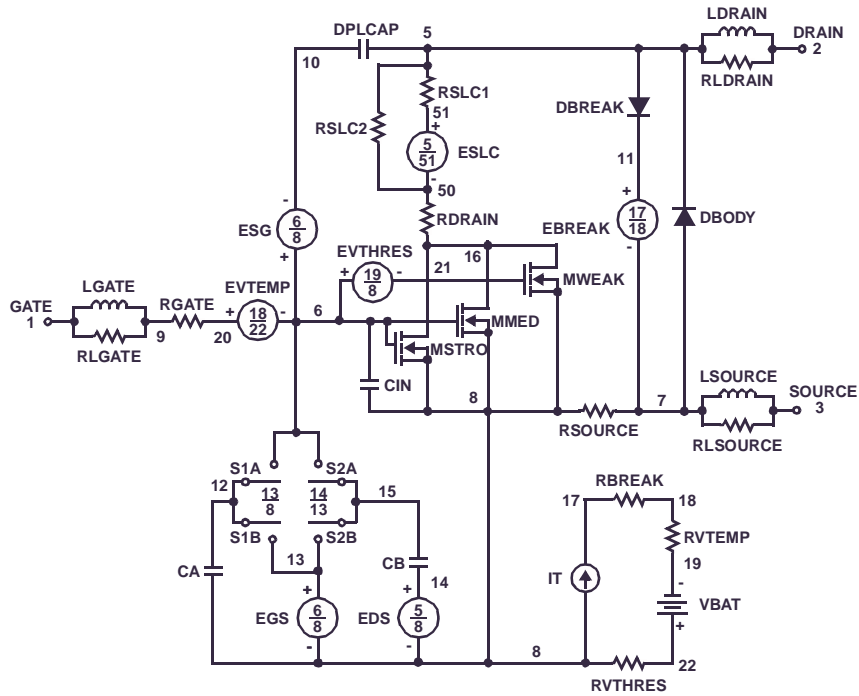 LDRAIN
DPLCAP 5 DRAIN
10 2
RLDRAIN
RSLC1
DBREAK
RSLC2 51
+
5
51 ESLC
11
-
50
- +
6
8 ESG
RDRAIN
17
18 EBREAK
DBODY
+ -
EVTHRES
16
21
+ 19
8 -
MWEAK
LGATE
EVTEMP
GATE
1
RGATE
+ 18
22 -
6
MMED
9 20
MSTRO
RLGATE
LSOURCE
CIN
8 7 SOURCE
3
RSOURCE
RLSOURCE
S1A S2A
12 13
8
14
13
15
RBREAK
17 18
S1B S2B
13
RVTEMP
CA CB
19
IT
14
-
+ +
VBAT
EGS 6
8
EDS 5
8
+
- -
8 22
RVTHRES